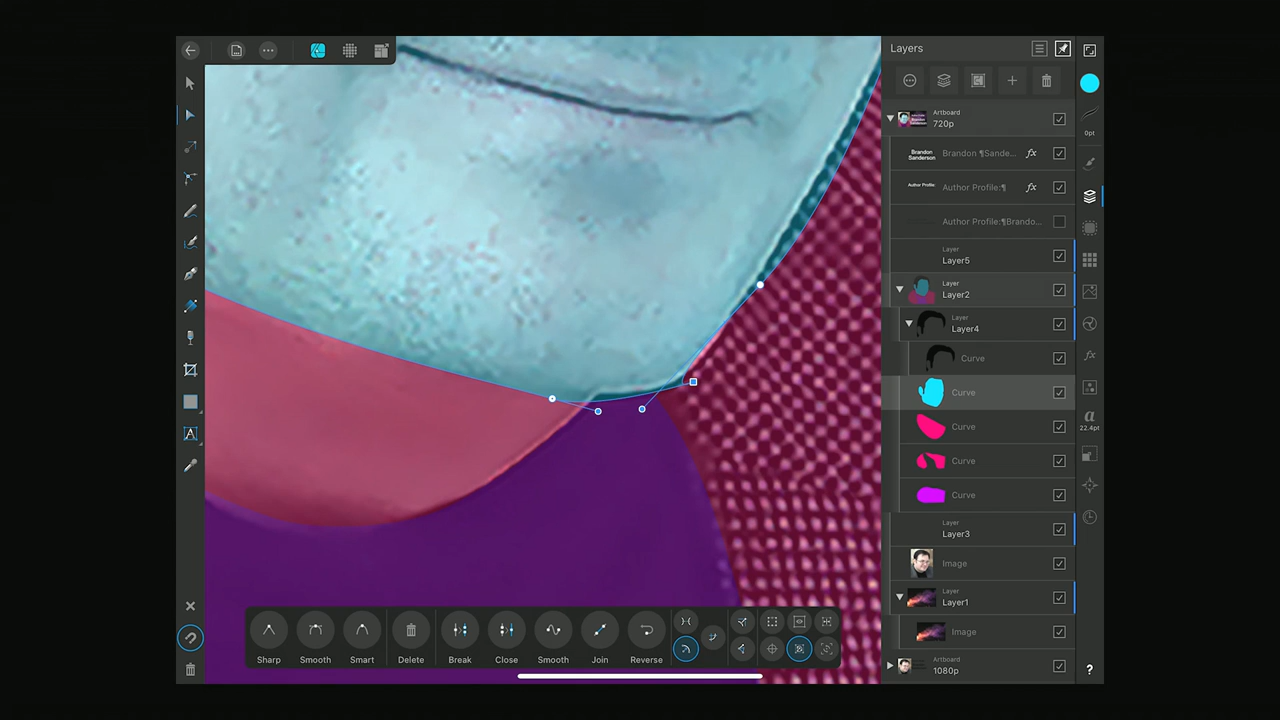 Layers
Artboard
720p
0pt
Brandon
Sanderson
Brandon ¶Sande...
fx
Author Profile:
Author Profile:¶
fx
Author Profile:¶Brando...
Layer
Layer5
Layer
Layer2
Layer
Layer4
fx
Curve
Curve
a
22.4pt
Curve
Curve
Curve
Layer
Layer3
Image
Layer
Layer1
Image
Artboard
1080p
?
A
Sharp
Smooth
Smart
Delete
Break
Close
Smooth
Join
Reverse